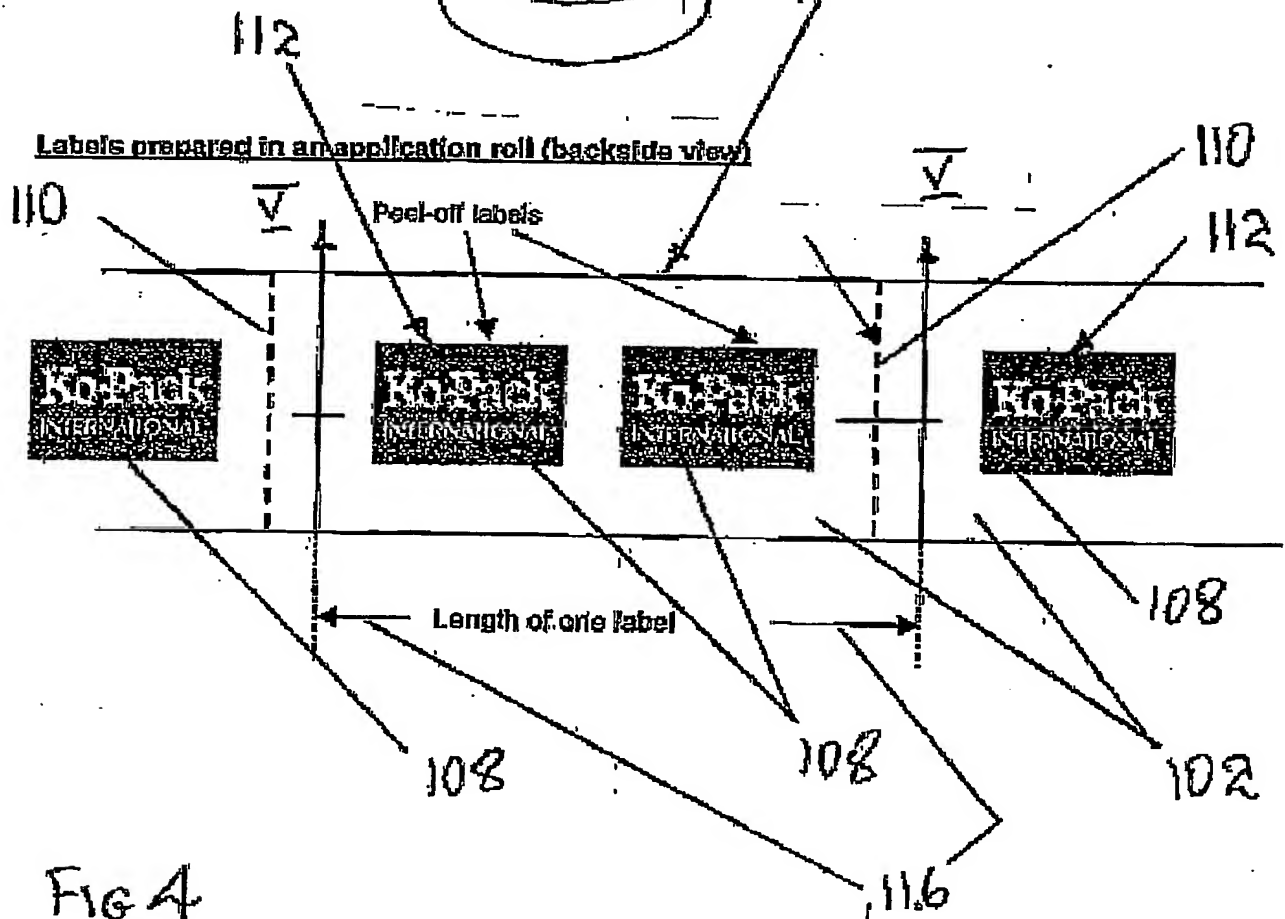 112
Labels prepared in an application roll (backside view)
110
110
V
Peel-off labels
V
112
Ko-Pack
INTERNATIONAL
Ko-Pack
INTERNATIONAL
Ko-Pack
INTERNATIONAL
Ko-Pack
INTERNATIONAL
Length of one label
108
108
108
102
116
FIG 4